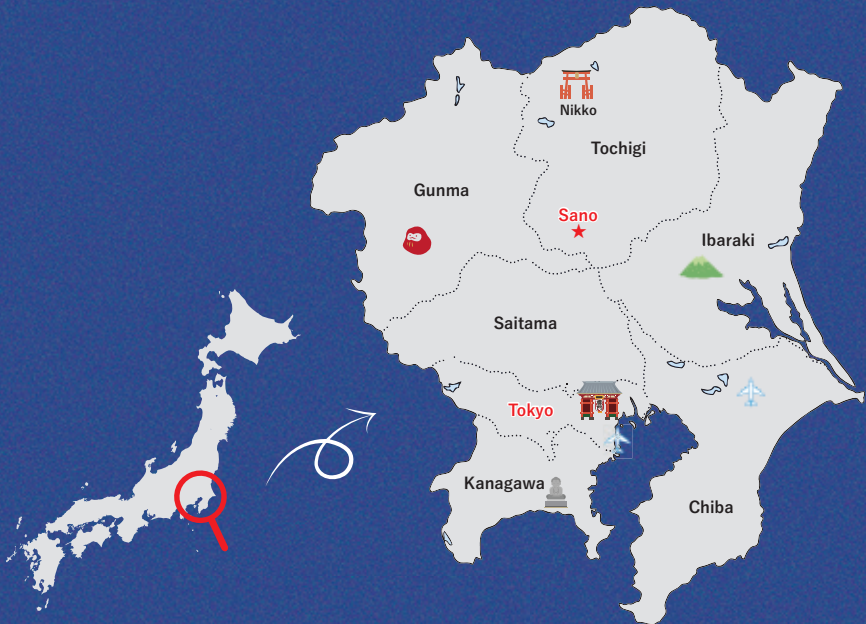 Nikko
Tochigi
Gunma
Sano
Ibaraki
Saitama
Tokyo
Kanagawa
Chiba